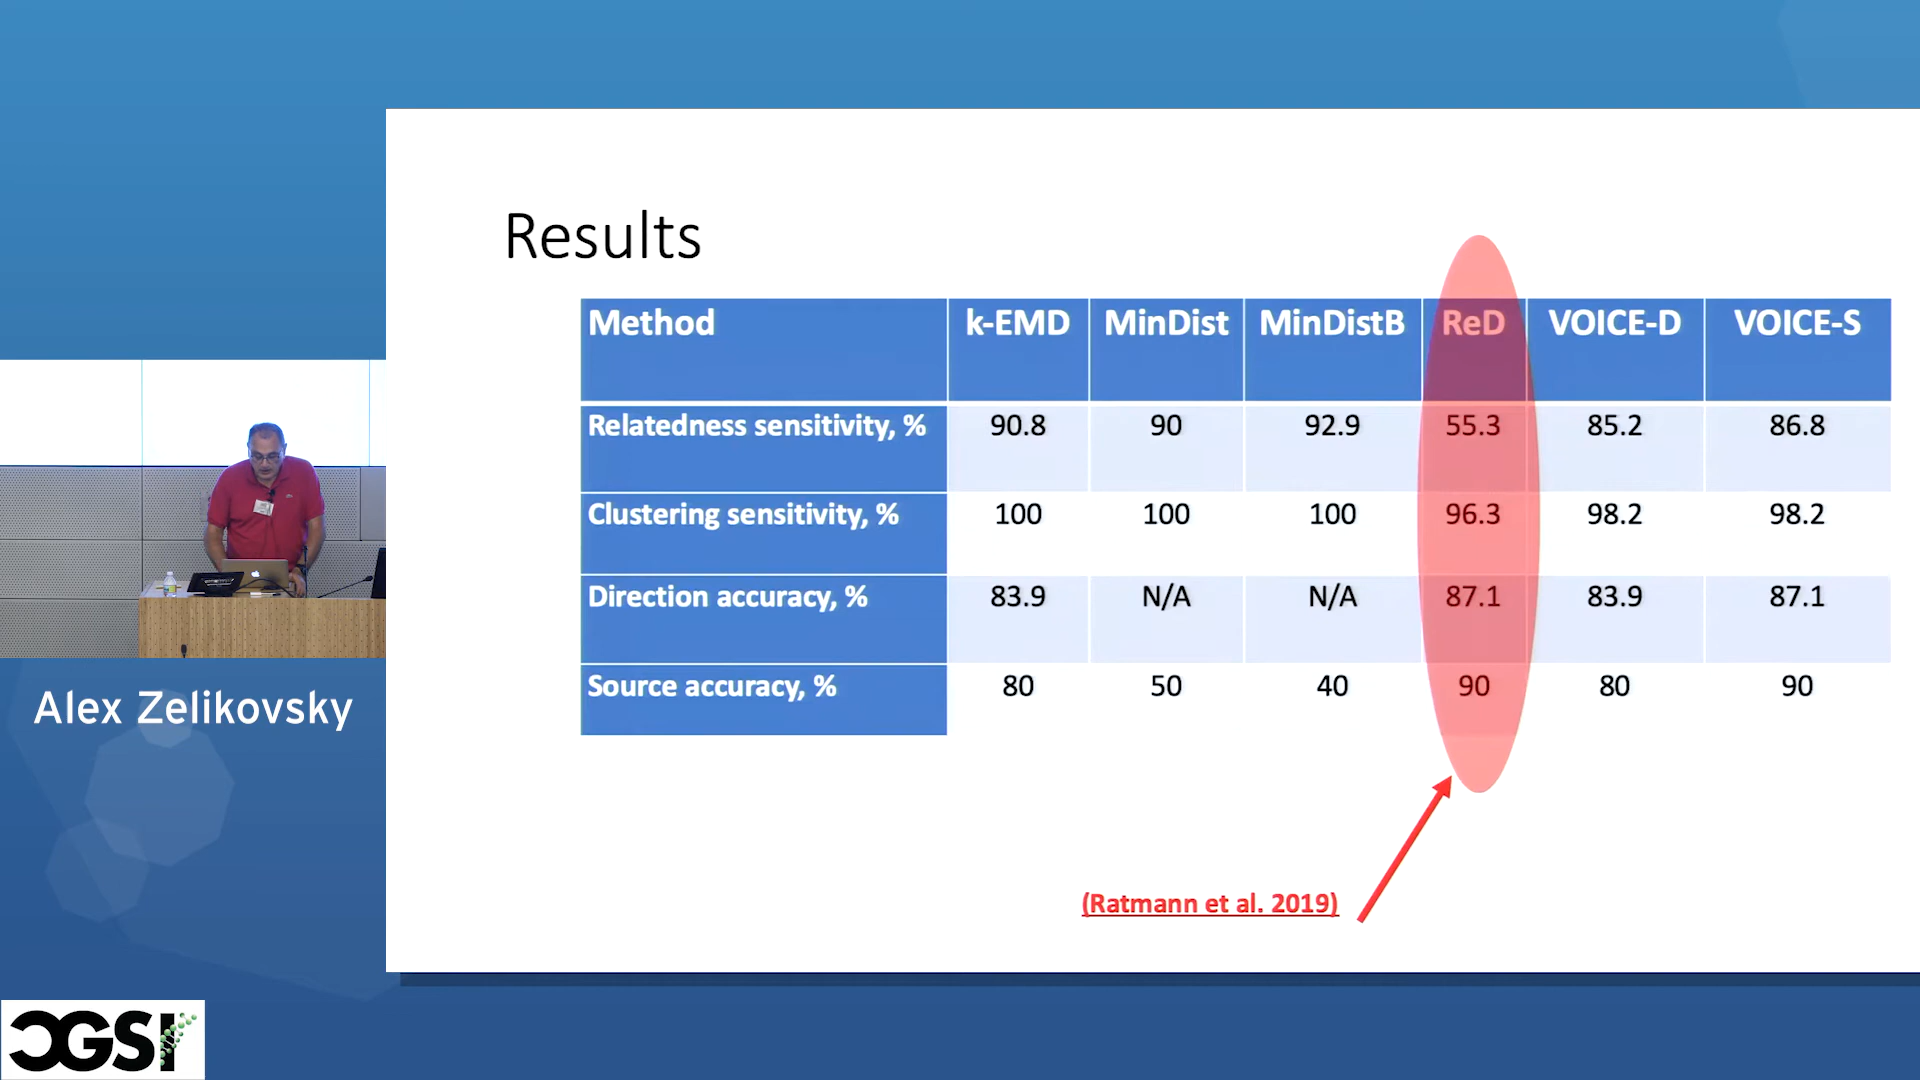 Results
Method k-EMD MinDist MinDistB ReD VOICE-D VOICE-S
Relatedness sensitivity, % 90.8 90 92.9 55.3 85.2 86.8
Clustering sensitivity, % 100 100 100 96.3 98.2 98.2
Direction accuracy, % 83.9 N/A N/A 87.1 83.9 87.1
Source accuracy, % 80 50 40 90 80 90
(Ratmann et al. 2019)
Alex Zelikovsky
CGSI